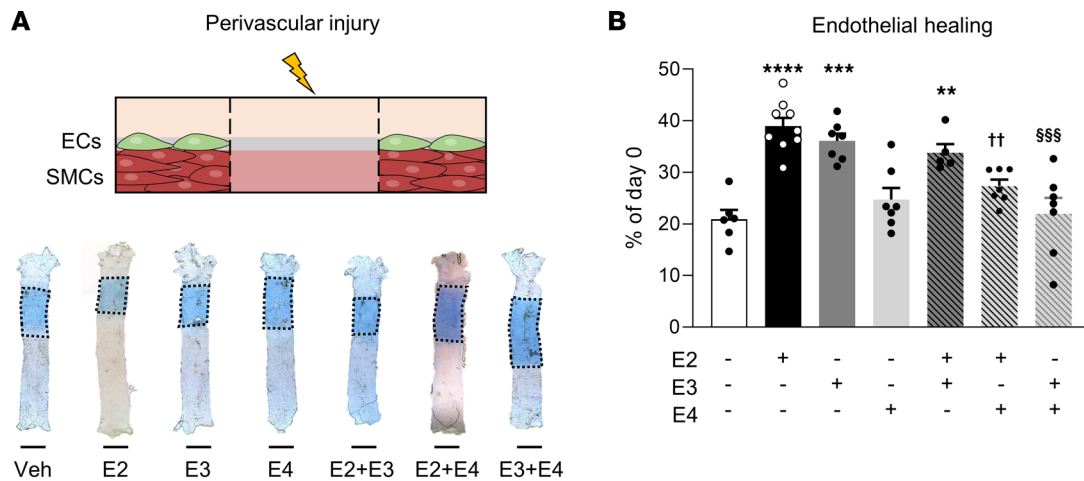 A
Perivascular injury
ECs
SMCs
Veh E2 E3 E4 E2+E3 E2+E4 E3+E4
B
Endothelial healing
% of day 0
50
40
30
20
10
0
**** *** ** †† §§§
E2 - + - - + + -
E3 - - + - + - +
E4 - - - + - + +